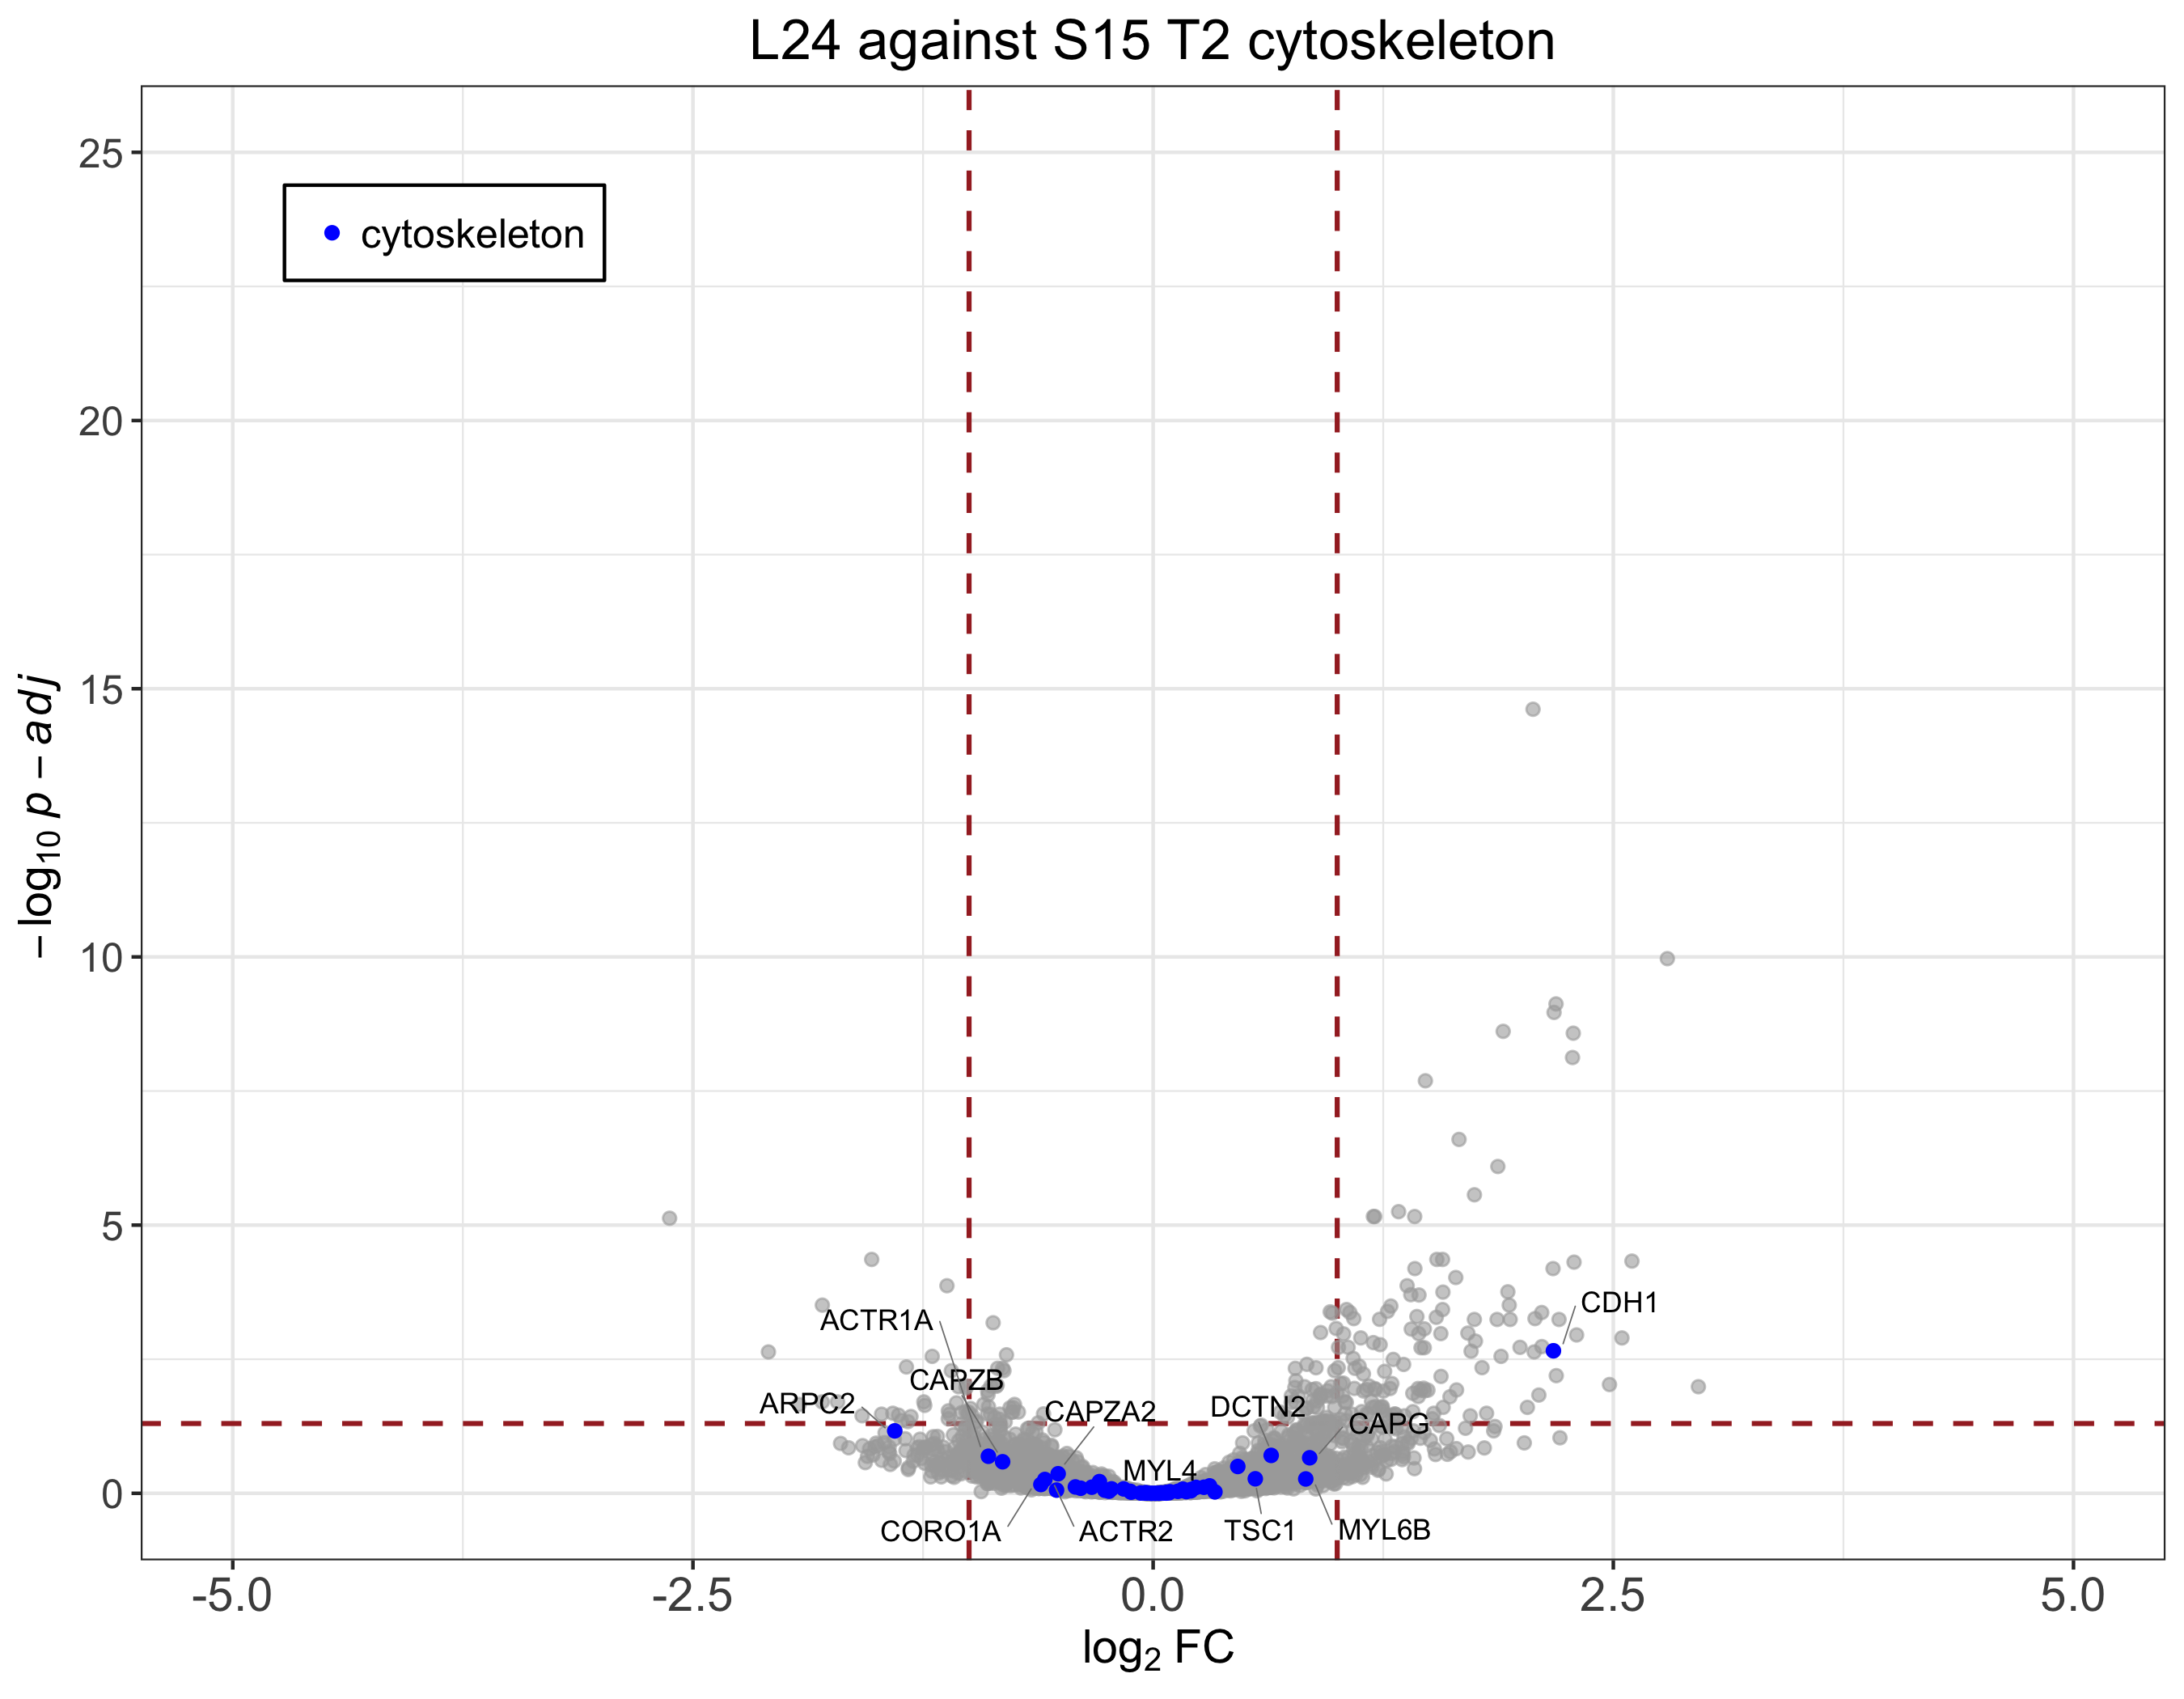 L24 against S15 T2 cytoskeleton
25
cytoskeleton
20
15
−log10 p − adj
10
5
CDH1
ACTR1A
CAPZB
ARPC2
CAPZA2
DCTN2
CAPG
MYL4
0
CORO1A
ACTR2
TSC1
MYL6B
-5.0
-2.5
0.0
2.5
5.0
log2 FC